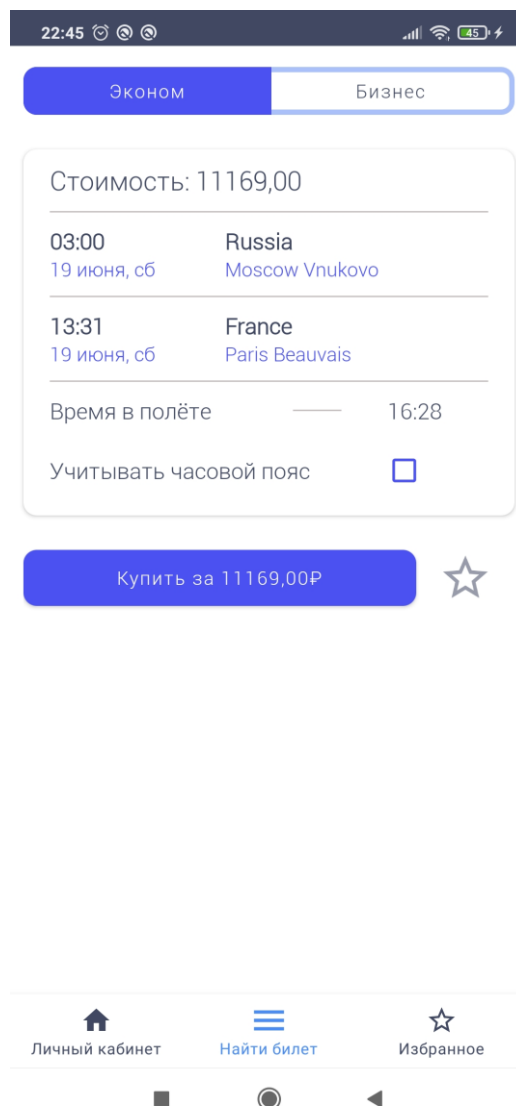 22:45 45
Эконом Бизнес
Стоимость: 11169,00
03:00 Russia
19 июня, сб Moscow Vnukovo
13:31 France
19 июня, сб Paris Beauvais
Время в полёте 16:28
Учитывать часовой пояс
Купить за 11169,00₽
Личный кабинет Найти билет Избранное